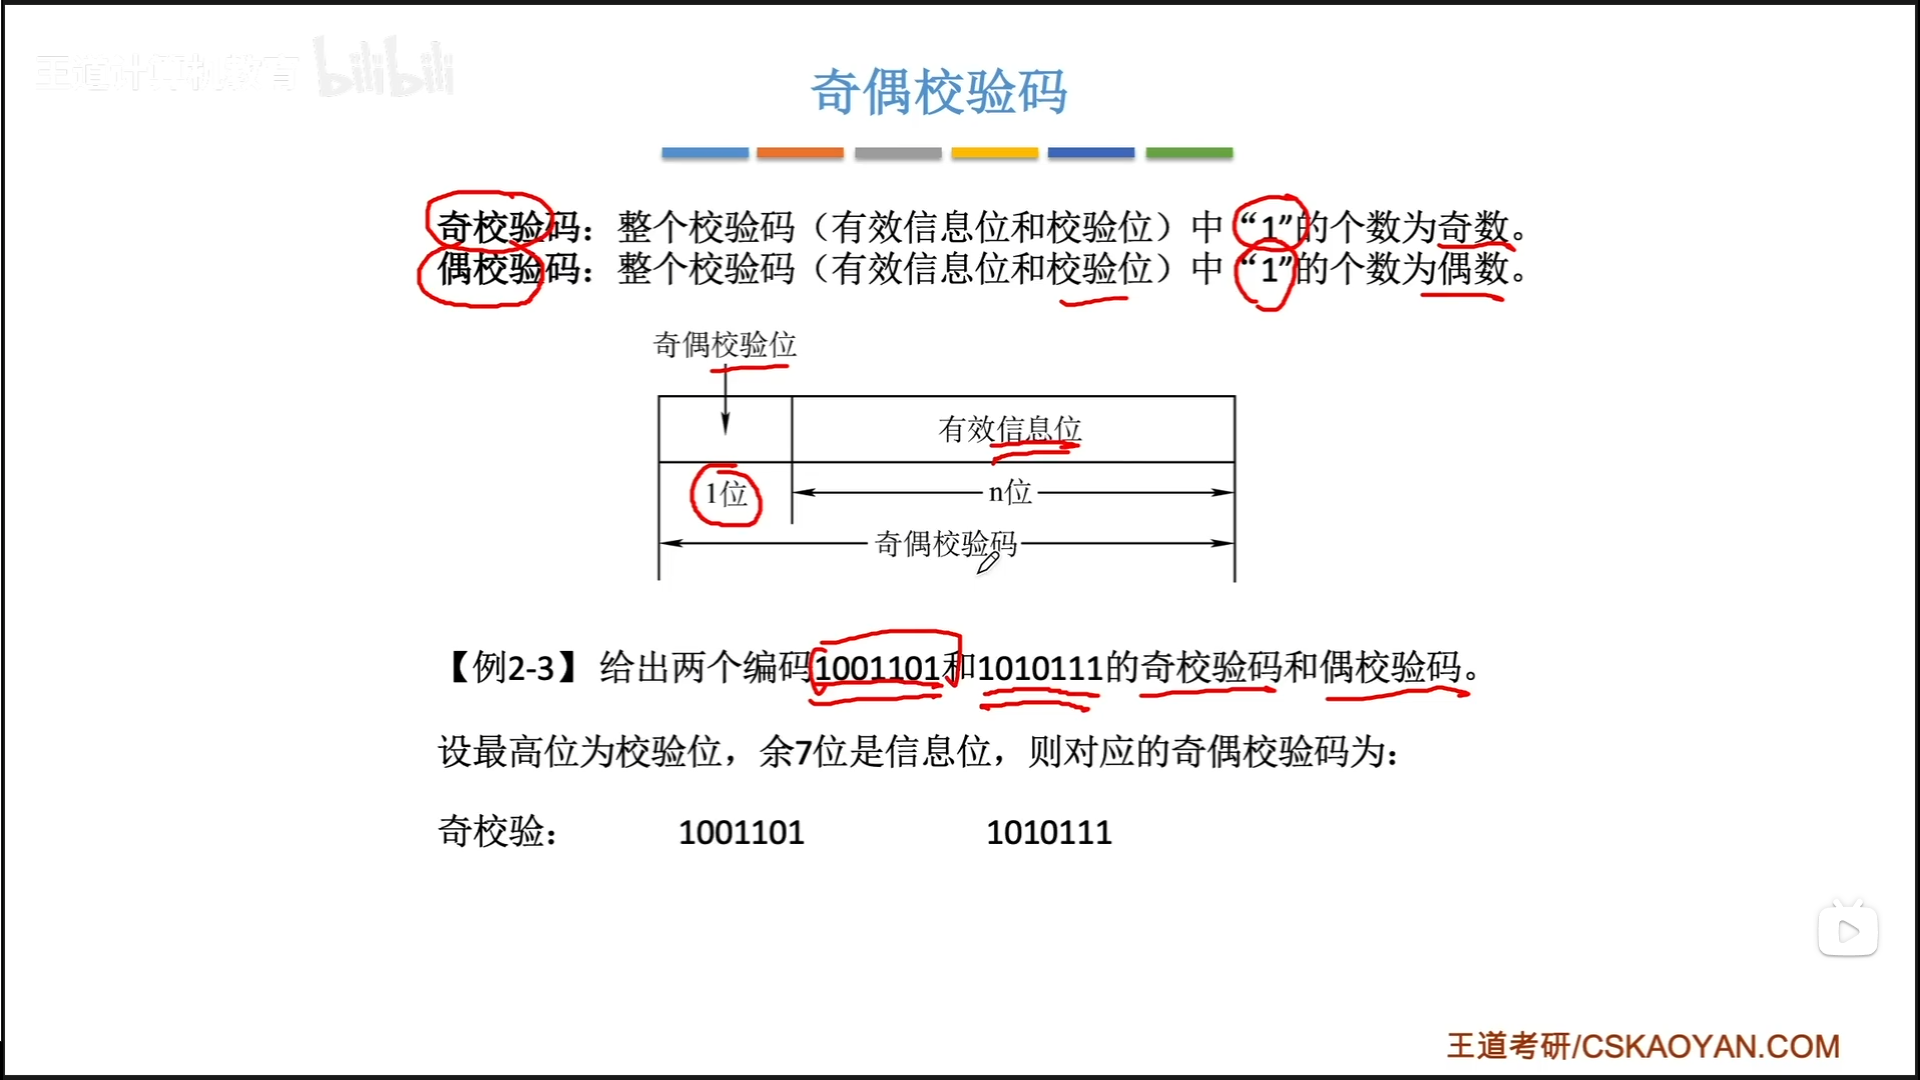 王道计算机教育 bilibili
奇偶校验码
奇校验码：整个校验码（有效信息位和校验位）中“1”的个数为奇数。
偶校验码：整个校验码（有效信息位和校验位）中“1”的个数为偶数。
奇偶校验位
有效信息位
1位
n位
奇偶校验码
【例2-3】 给出两个编码1001101和1010111的奇校验码和偶校验码。
设最高位为校验位，余7位是信息位，则对应的奇偶校验码为：
奇校验： 1001101 1010111
王道考研/CSKAOYAN.COM